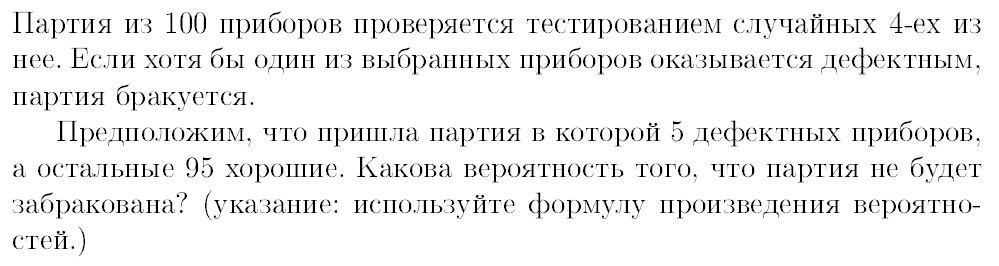 Партия из 100 приборов проверяется тестированием случайных 4-ех из
нее. Если хотя бы один из выбранных приборов оказывается дефектным,
партия бракуется.
Предположим, что пришла партия в которой 5 дефектных приборов,
а остальные 95 хорошие. Какова вероятность того, что партия не будет
забракована? (указание: используйте формулу произведения вероятно-
стей.)